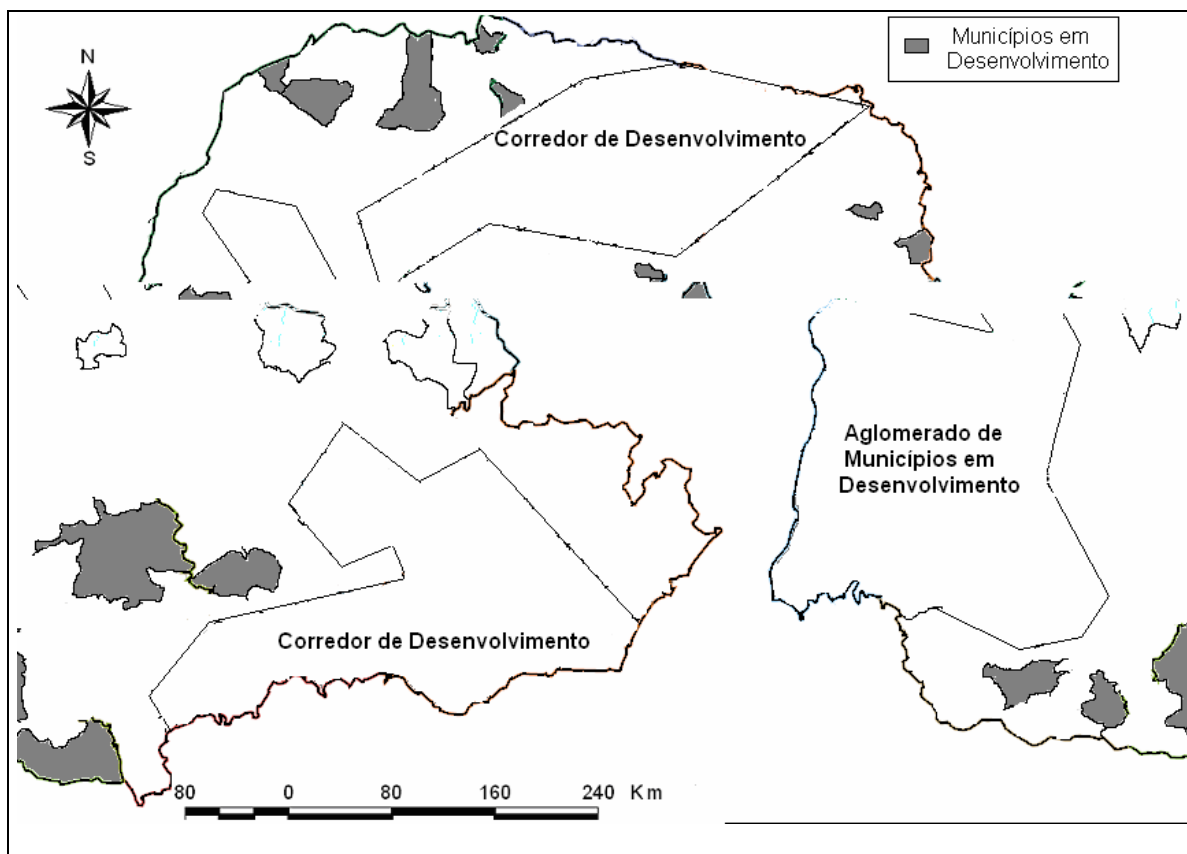 Municípios em
Desenvolvimento
N
S
Corredor de Desenvolvimento
Aglomerado de
Municípios em
Desenvolvimento
Corredor de Desenvolvimento
80 0 80 160 240 Km